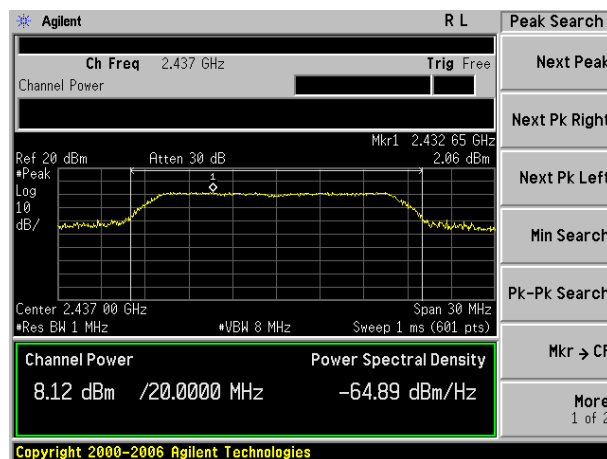 Agilent R L
Peak Search
Ch Freq 2.437 GHz Trig Free
Channel Power
Next Peak
Mkr1 2.432 65 GHz
Ref 20 dBm Atten 30 dB 2.06 dBm
Next Pk Right
#Peak
Log
10
dB/
1
Next Pk Left
Min Search
Center 2.437 00 GHz Span 30 MHz
#Res BW 1 MHz #VBW 8 MHz Sweep 1 ms (601 pts)
Pk-Pk Search
Channel Power Power Spectral Density
8.12 dBm /20.0000 MHz -64.89 dBm/Hz
Mkr → CF
More
1 of 2
Copyright 2000-2006 Agilent Technologies